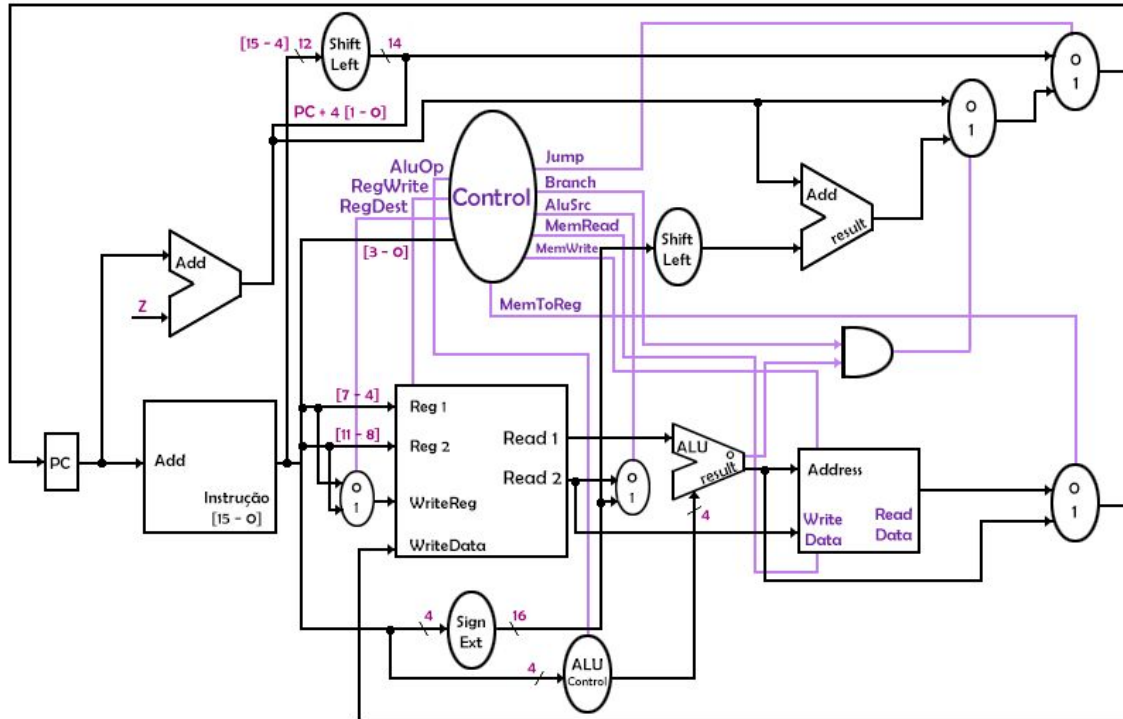 [15 - 4]
12
Shift
Left
14
0
1
PC + 4 [1 - 0]
0
1
AluOp
RegWrite
RegDest
[3 - 0]
Control
Jump
Branch
AluSrc
MemRead
MemWrite
MemToReg
Add
result
Shift
Left
Add
Z
[7 - 4]
[11 - 8]
Reg 1
Reg 2
WriteReg
WriteData
Read 1
Read 2
0
1
0
1
ALU
0
result
4
PC
Add
Instrução
[15 - 0]
Address
Write
Data
Read
Data
0
1
4
Sign
Ext
16
4
ALU
Control